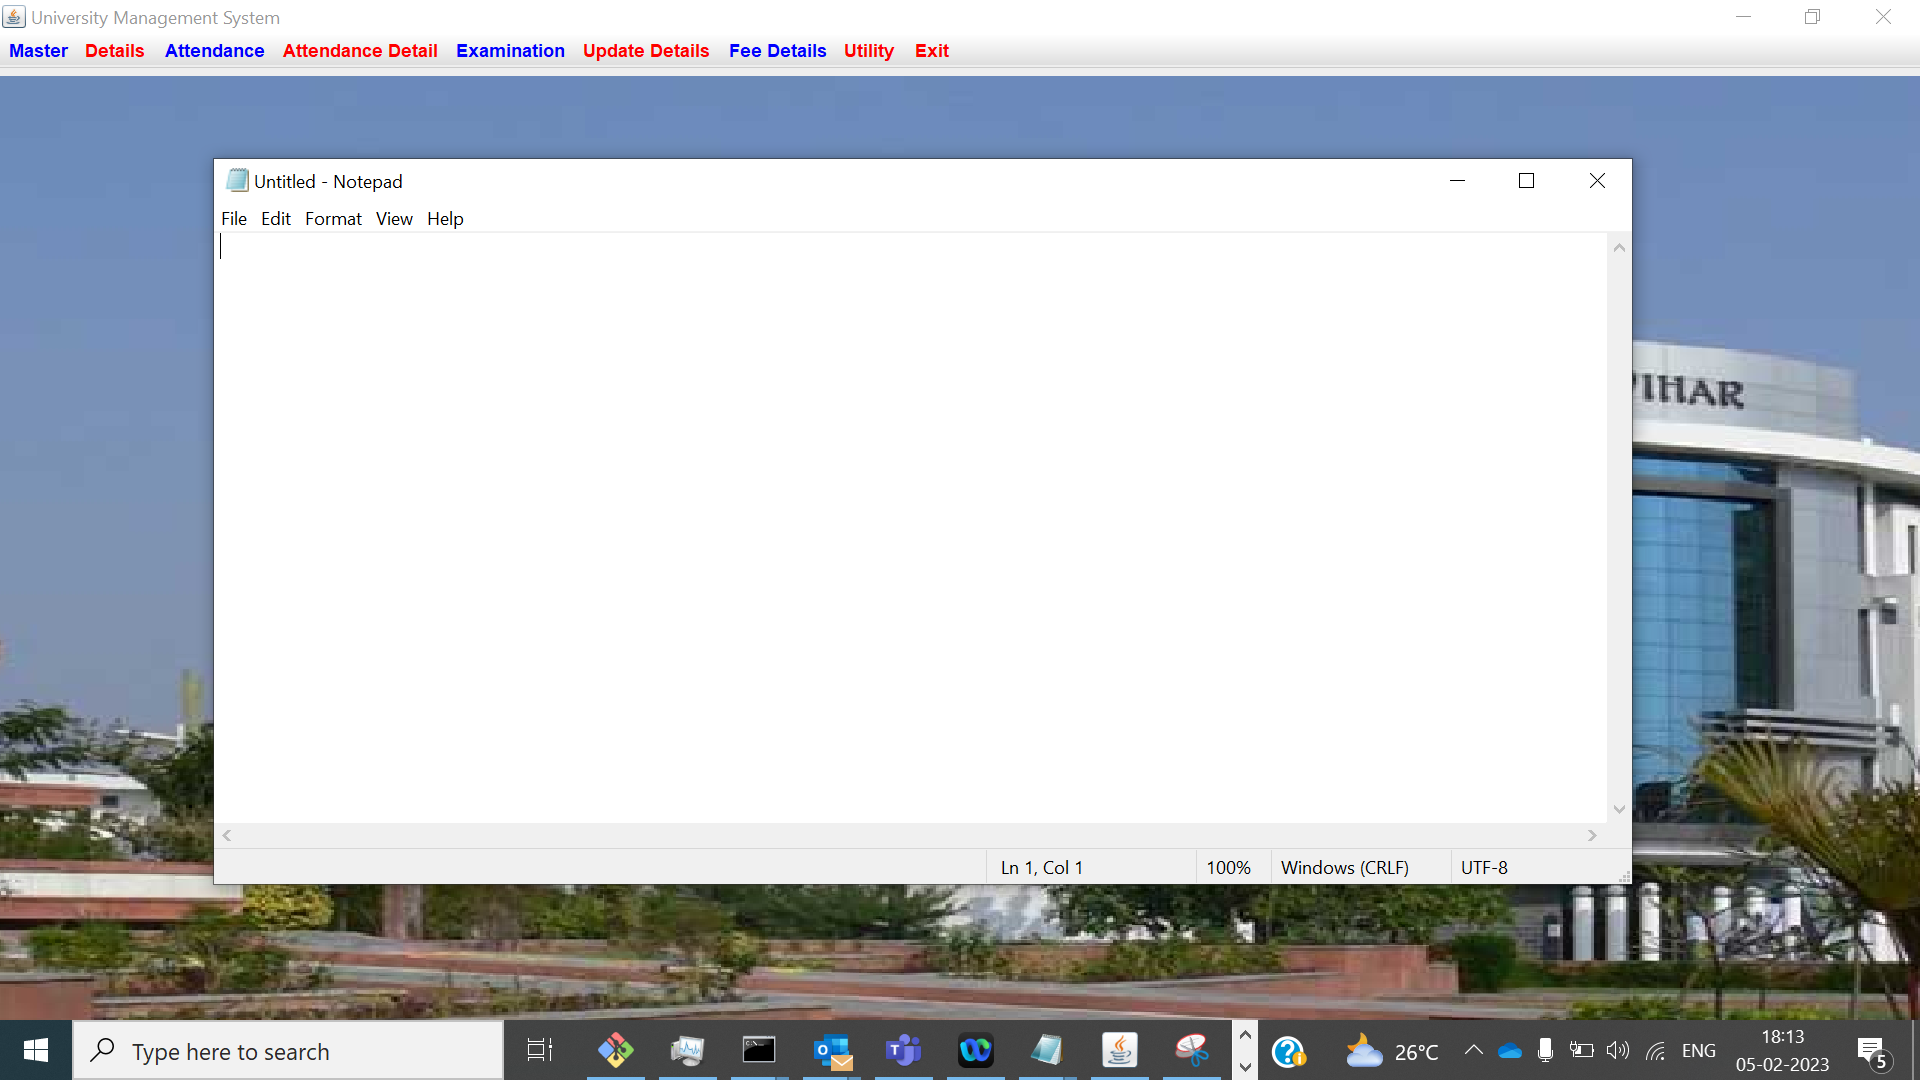 University Management System
Master Details Attendance Attendance Detail Examination Update Details Fee Details Utility Exit
VIHAR
Untitled - Notepad
File Edit Format View Help
Ln 1, Col 1 100% Windows (CRLF) UTF-8
Type here to search
26°C ENG 18:13
05-02-2023 5